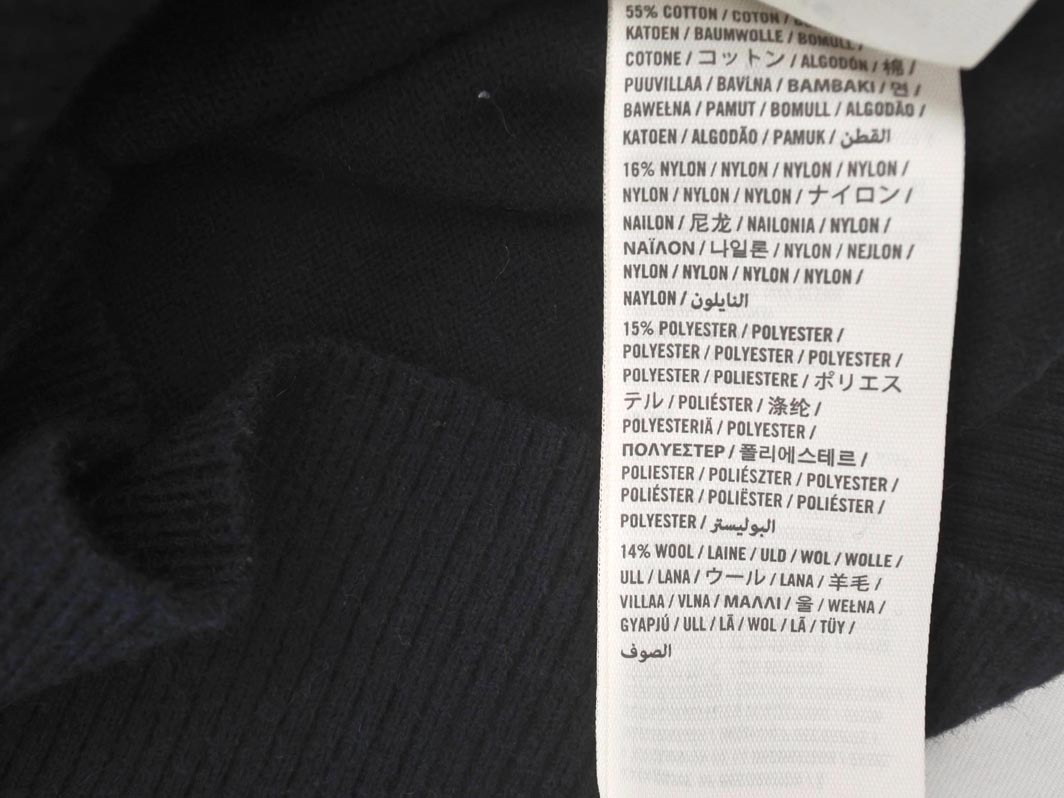 55% COTTON / COTON /
KATOEN / BAUMWOLLE / BOMULL /
COTONE / コットン / ALGODÓN / 棉 /
PUUVILLAA / BAVLNA / BAMBAKI / 면 /
BAWEŁNA / PAMUT / BOMULL / ALGODÃO /
KATOEN / ALGODÃO / PAMUK / القطن
16% NYLON / NYLON / NYLON / NYLON /
NYLON / NYLON / NYLON / ナイロン /
NAILON / 尼龙 / NAILONIA / NYLON /
ΝΑΪΛΟΝ / 나일론 / NYLON / NEJLON /
NYLON / NYLON / NYLON / NYLON /
NAYLON / النايلون
15% POLYESTER / POLYESTER /
POLYESTER / POLYESTER / POLYESTER /
POLYESTER / POLIESTERE / ポリエス
テル / POLIÉSTER / 涤纶 /
POLYESTERIÄ / POLYESTER /
ΠΟΛΥΕΣΤΕΡ / 폴리에스테르 /
POLIESTER / POLIÉSZTER / POLYESTER /
POLIÉSTER / POLIËSTER / POLIÉSTER /
POLYESTER / البوليستر
14% WOOL / LAINE / ULD / WOL / WOLLE /
ULL / LANA / ウール / LANA / 羊毛 /
VILLAA / VLNA / ΜΑΛΛΙ / 울 / WEŁNA /
GYAPJÚ / ULL / LÃ / WOL / LÃ / TÜY /
الصوف